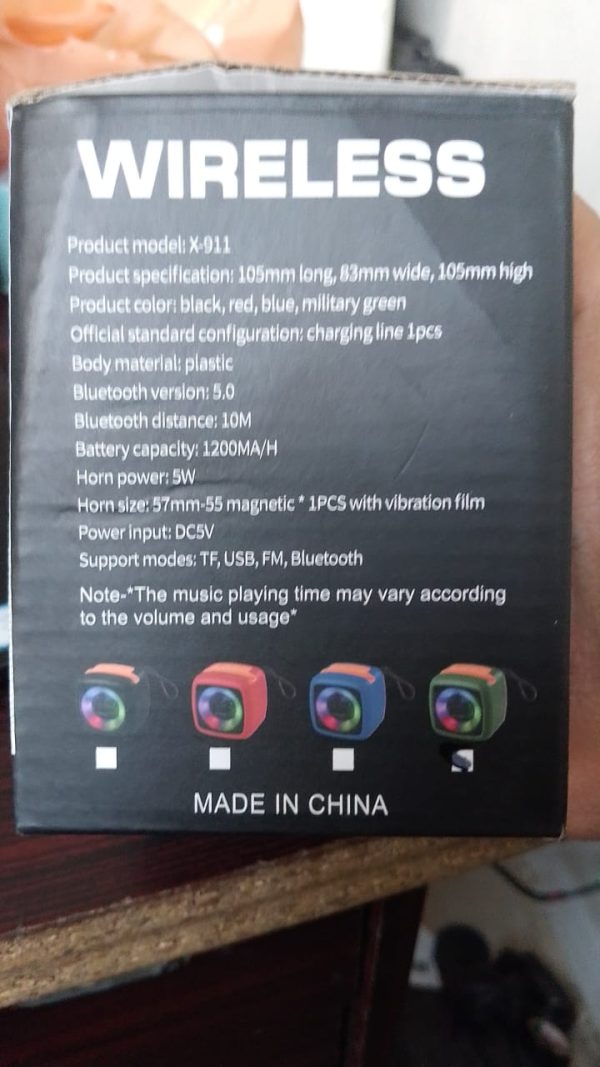 WIRELESS
Product model: X-911
Product specification: 105mm long, 83mm wide, 105mm high
Product color: black, red, blue, military green
Official standard configuration: charging line 1pcs
Body material: plastic
Bluetooth version: 5.0
Bluetooth distance: 10M
Battery capacity: 1200MA/H
Horn power: 5W
Horn size: 57mm-55 magnetic * 1PCS with vibration film
Power input: DC5V
Support modes: TF, USB, FM, Bluetooth
Note-*The music playing time may vary according
to the volume and usage*
MADE IN CHINA